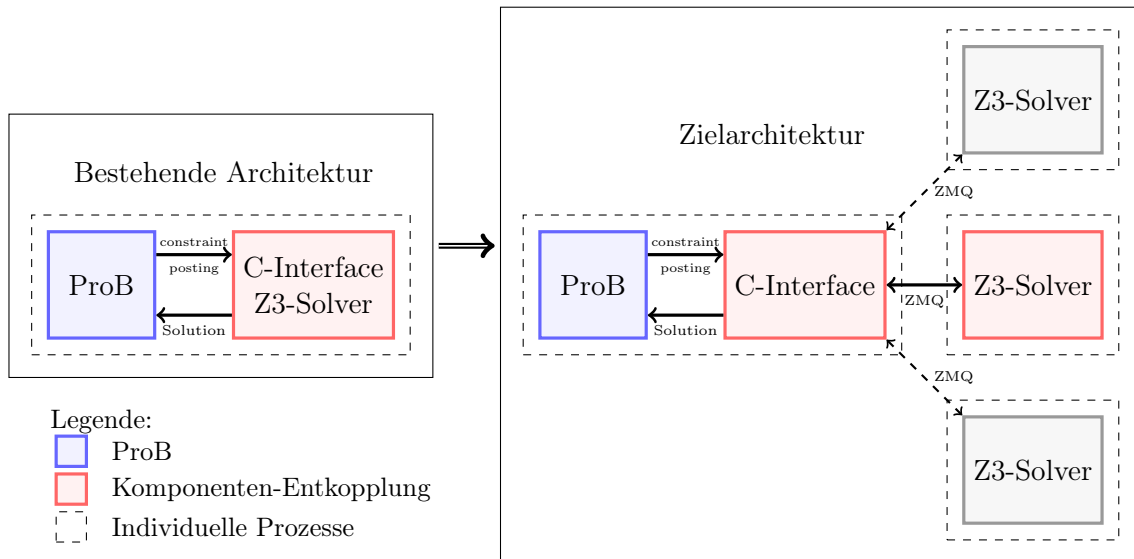 Bestehende Architektur
ProB
constraint
posting
Solution
C-Interface
Z3-Solver
Legende:
ProB
Komponenten-Entkopplung
Individuelle Prozesse
Zielarchitektur
ProB
constraint
posting
Solution
C-Interface
ZMQ
ZMQ
ZMQ
Z3-Solver
Z3-Solver
Z3-Solver